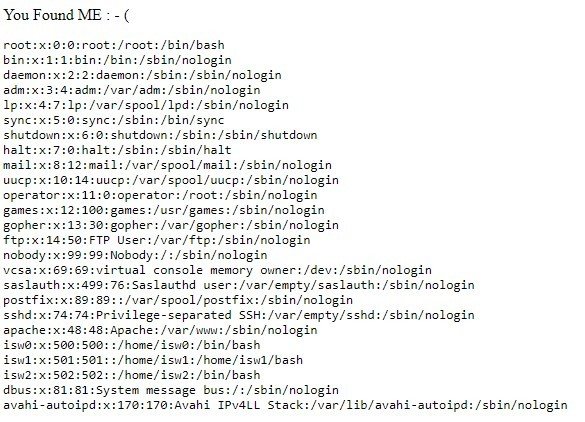 You Found ME : - (
root:x:0:0:root:/root:/bin/bash
bin:x:1:1:bin:/bin:/sbin/nologin
daemon:x:2:2:daemon:/sbin:/sbin/nologin
adm:x:3:4:adm:/var/adm:/sbin/nologin
lp:x:4:7:lp:/var/spool/lpd:/sbin/nologin
sync:x:5:0:sync:/sbin:/bin/sync
shutdown:x:6:0:shutdown:/sbin:/sbin/shutdown
halt:x:7:0:halt:/sbin:/sbin/halt
mail:x:8:12:mail:/var/spool/mail:/sbin/nologin
uucp:x:10:14:uucp:/var/spool/uucp:/sbin/nologin
operator:x:11:0:operator:/root:/sbin/nologin
games:x:12:100:games:/usr/games:/sbin/nologin
gopher:x:13:30:gopher:/var/gopher:/sbin/nologin
ftp:x:14:50:FTP User:/var/ftp:/sbin/nologin
nobody:x:99:99:Nobody:/:/sbin/nologin
vcsa:x:69:69:virtual console memory owner:/dev:/sbin/nologin
saslauth:x:499:76:Saslauthd user:/var/empty/saslauth:/sbin/nologin
postfix:x:89:89::/var/spool/postfix:/sbin/nologin
sshd:x:74:74:Privilege-separated SSH:/var/empty/sshd:/sbin/nologin
apache:x:48:48:Apache:/var/www:/sbin/nologin
isw0:x:500:500::/home/isw0:/bin/bash
isw1:x:501:501::/home/isw1:/home/isw1/bash
isw2:x:502:502::/home/isw2:/bin/bash
dbus:x:81:81:System message bus:/:/sbin/nologin
avahi-autoipd:x:170:170:Avahi IPv4LL Stack:/var/lib/avahi-autoipd:/sbin/nologin